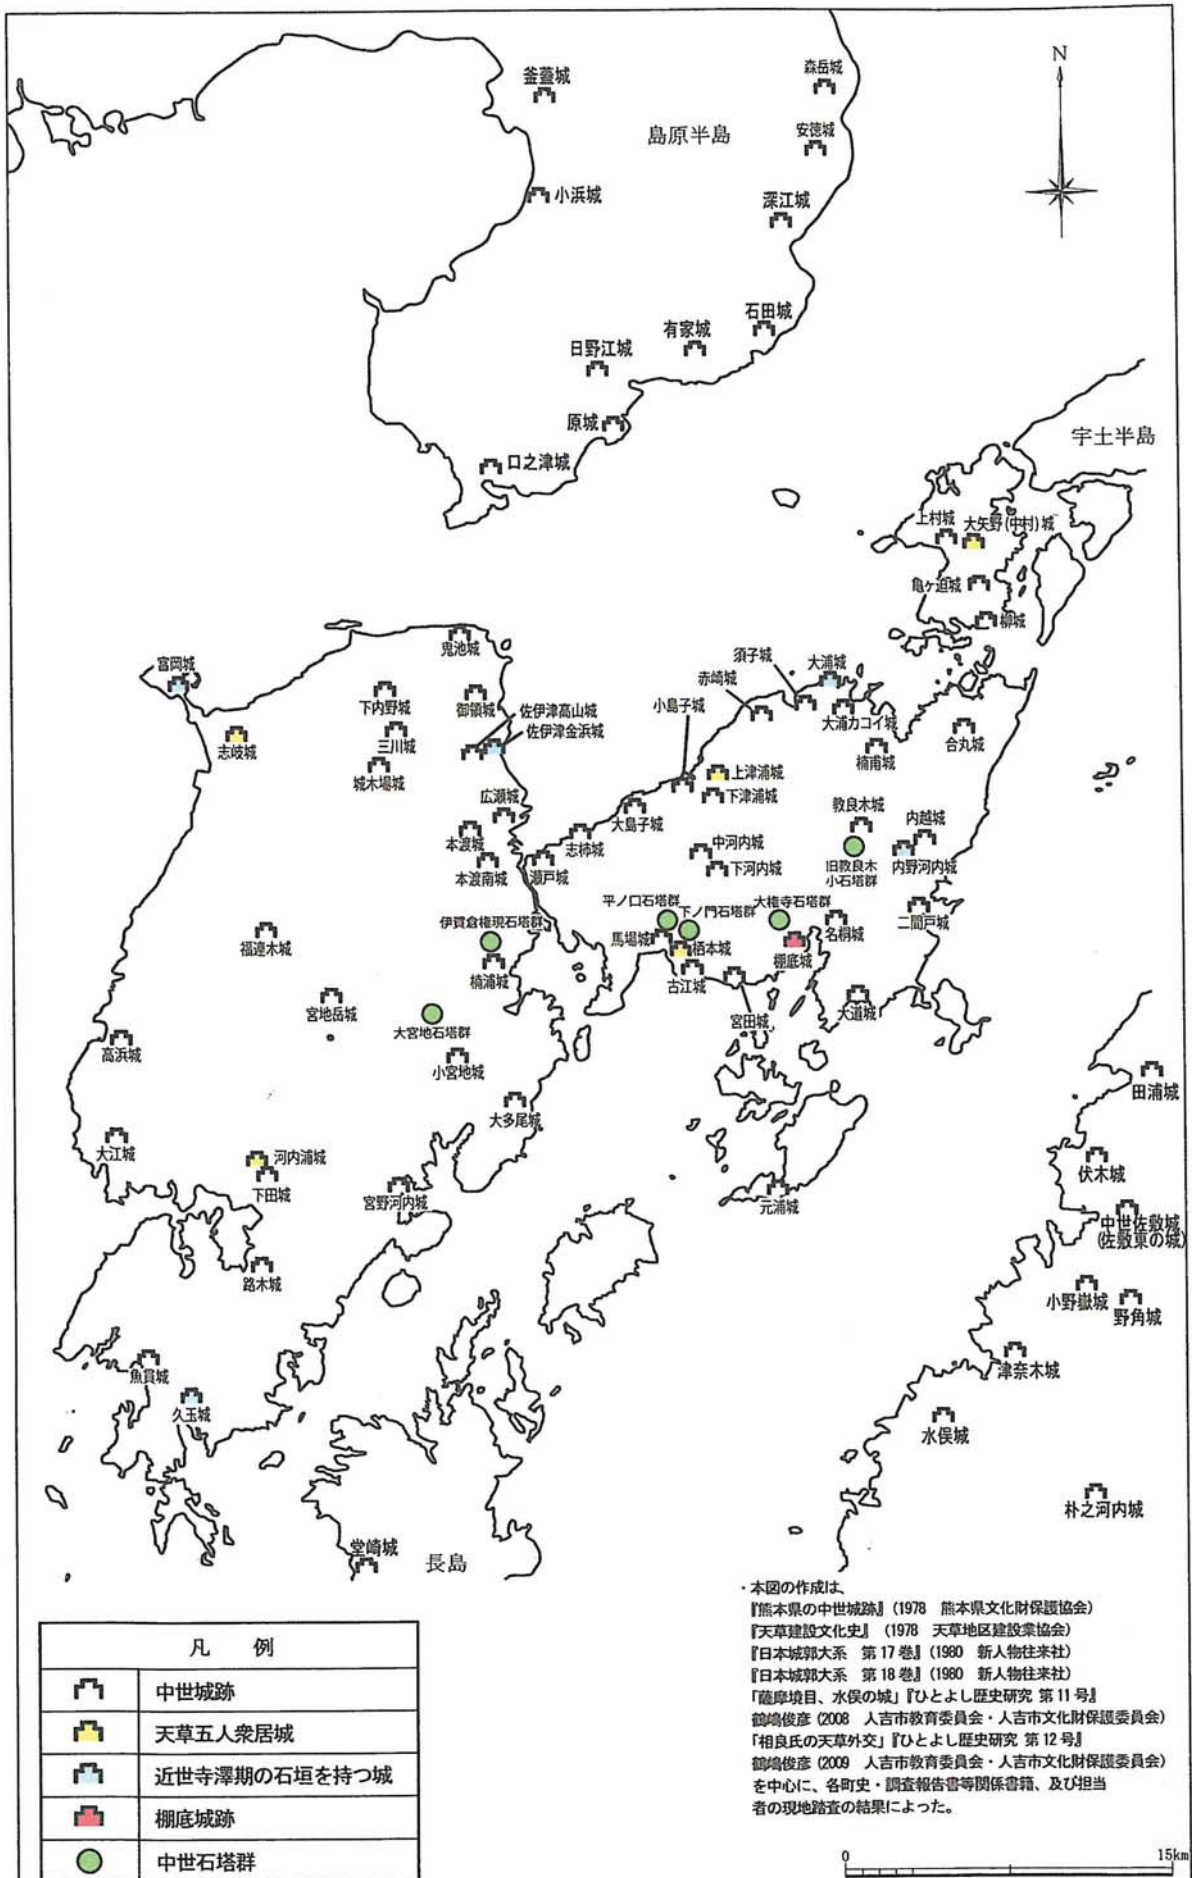 釜蓋城
森岳城
N
島原半島
安徳城
小浜城
深江城
石田城
有家城
日野江城
原城
口之津城
宇土半島
上村城
大矢野(中村)城
亀ヶ迫城
柳城
鬼池城
富岡城
須子城
大浦城
赤崎城
下内野城
御領城
佐伊津高山城
小島子城
大浦カコイ城
合丸城
佐伊津金浜城
志岐城
三川城
楠甫城
城木場城
上津浦城
下津浦城
広瀬城
大島子城
教良木城
内越城
本渡城
志柿城
中河内城
内野河内城
本渡南城
瀬戸城
下河内城
旧教良木
小石塔群
平ノ口石塔群
下ノ門石塔群
大権寺石塔群
二間戸城
伊賀倉権現石塔群
馬場城
栖本城
名桐城
福連木城
棚底城
楠浦城
古江城
宮地岳城
宮田城
大道城
大宮地石塔群
高浜城
小宮地城
田浦城
大多尾城
大江城
河内浦城
伏木城
下田城
宮野河内城
元浦城
中世佐敷城
(佐敷東の城)
路木城
小野嶽城
野角城
津奈木城
魚貫城
久玉城
水俣城
朴之河内城
堂崎城
長島
・本図の作成は、
『熊本県の中世城跡』(1978 熊本県文化財保護協会)
『天草建設文化史』(1978 天草地区建設業協会)
『日本城郭大系 第17巻』(1980 新人物往来社)
『日本城郭大系 第18巻』(1980 新人物往来社)
「薩摩境目、水俣の城」『ひとよし歴史研究 第11号』
鶴嶋俊彦(2008 人吉市教育委員会・人吉市文化財保護委員会)
「相良氏の天草外交」『ひとよし歴史研究 第12号』
鶴嶋俊彦(2009 人吉市教育委員会・人吉市文化財保護委員会)
を中心に、各町史・調査報告書等関係書籍、及び担当
者の現地踏査の結果によった。
凡 例
中世城跡
天草五人衆居城
近世寺澤期の石垣を持つ城
棚底城跡
中世石塔群
0 15km